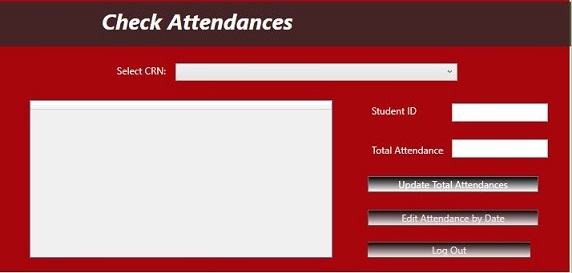 Check Attendances
Select CRN:
Student ID
Total Attendance
Update Total Attendances
Edit Attendance by Date
Log Out